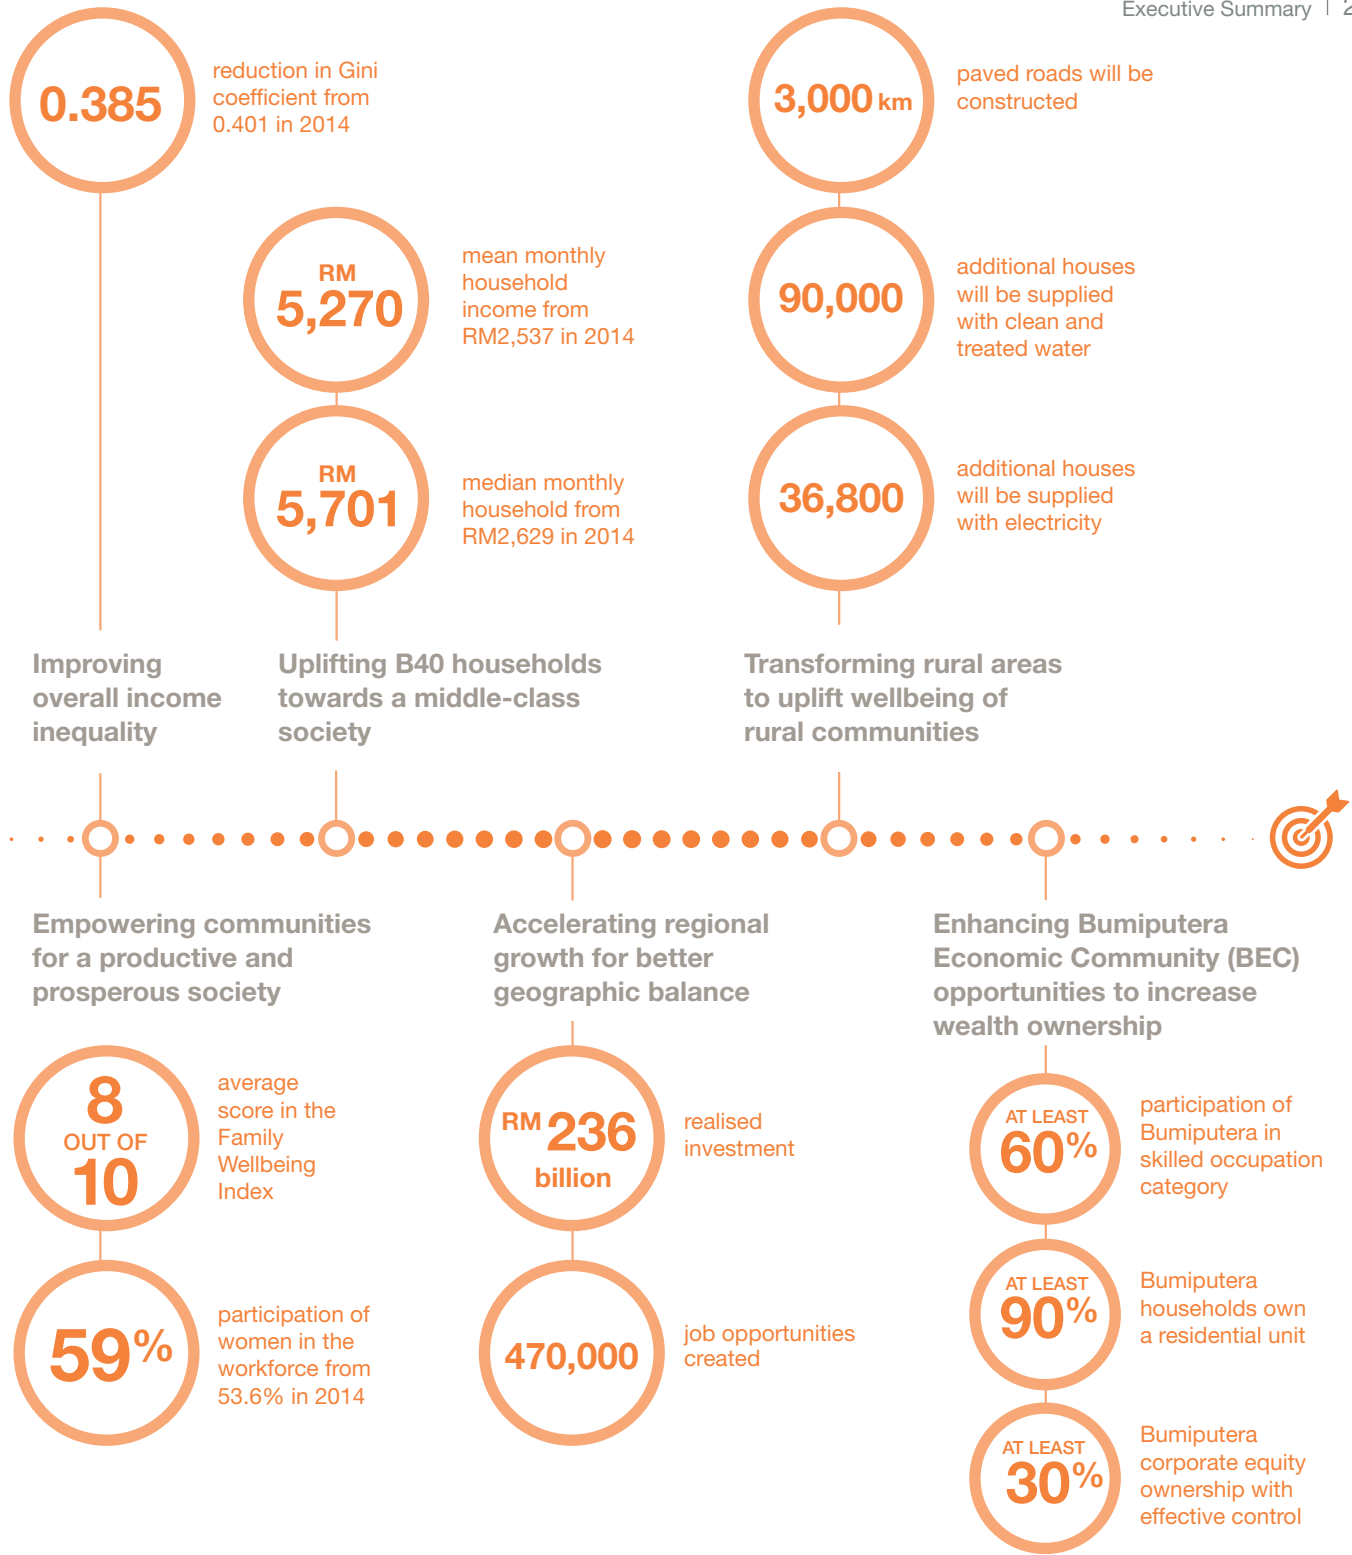 Executive Summary
0.385
reduction in Gini
coefficient from
0.401 in 2014
Improving
overall income
inequality
RM
5,270
mean monthly
household
income from
RM2,537 in 2014
RM
5,701
median monthly
household from
RM2,629 in 2014
Uplifting B40 households
towards a middle-class
society
3,000 km
paved roads will be
constructed
90,000
additional houses
will be supplied
with clean and
treated water
36,800
additional houses
will be supplied
with electricity
Transforming rural areas
to uplift wellbeing of
rural communities
Empowering communities
for a productive and
prosperous society
8
OUT OF
10
average
score in the
Family
Wellbeing
Index
59%
participation of
women in the
workforce from
53.6% in 2014
Accelerating regional
growth for better
geographic balance
RM 236
billion
realised
investment
470,000
job opportunities
created
Enhancing Bumiputera
Economic Community (BEC)
opportunities to increase
wealth ownership
AT LEAST
60%
participation of
Bumiputera in
skilled occupation
category
AT LEAST
90%
Bumiputera
households own
a residential unit
AT LEAST
30%
Bumiputera
corporate equity
ownership with
effective control